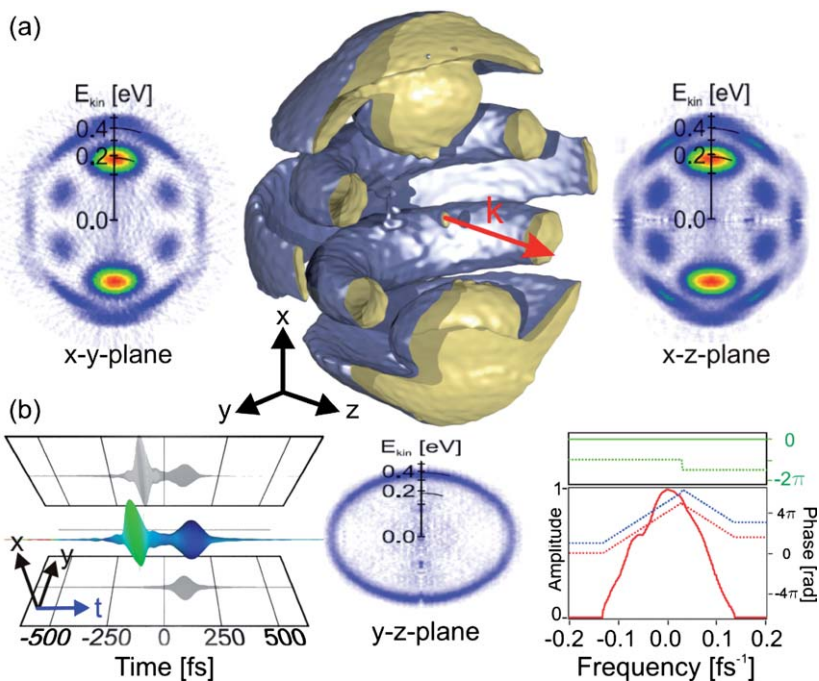 (a)
E_kin [eV]
0.4
0.2
0.0
x-y-plane
k
x
y
z
E_kin [eV]
0.4
0.2
0.0
x-z-plane
(b)
x
y
t
-500
-250
0
250
500
Time [fs]
E_kin [eV]
0.4
0.2
0.0
y-z-plane
0
-2π
1
Amplitude
0
4π
0
-4π
Phase [rad]
-0.2 -0.1 0.0 0.1 0.2
Frequency [fs⁻¹]